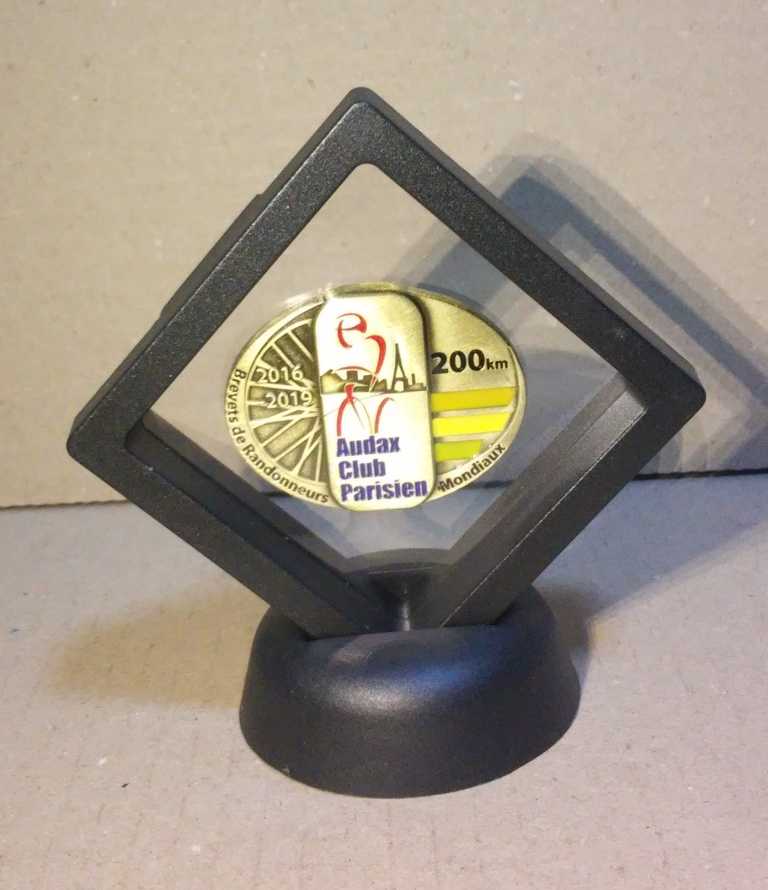 2016
2019
Brevets de Randonneurs Mondiaux
200km
Audax
Club
Parisien